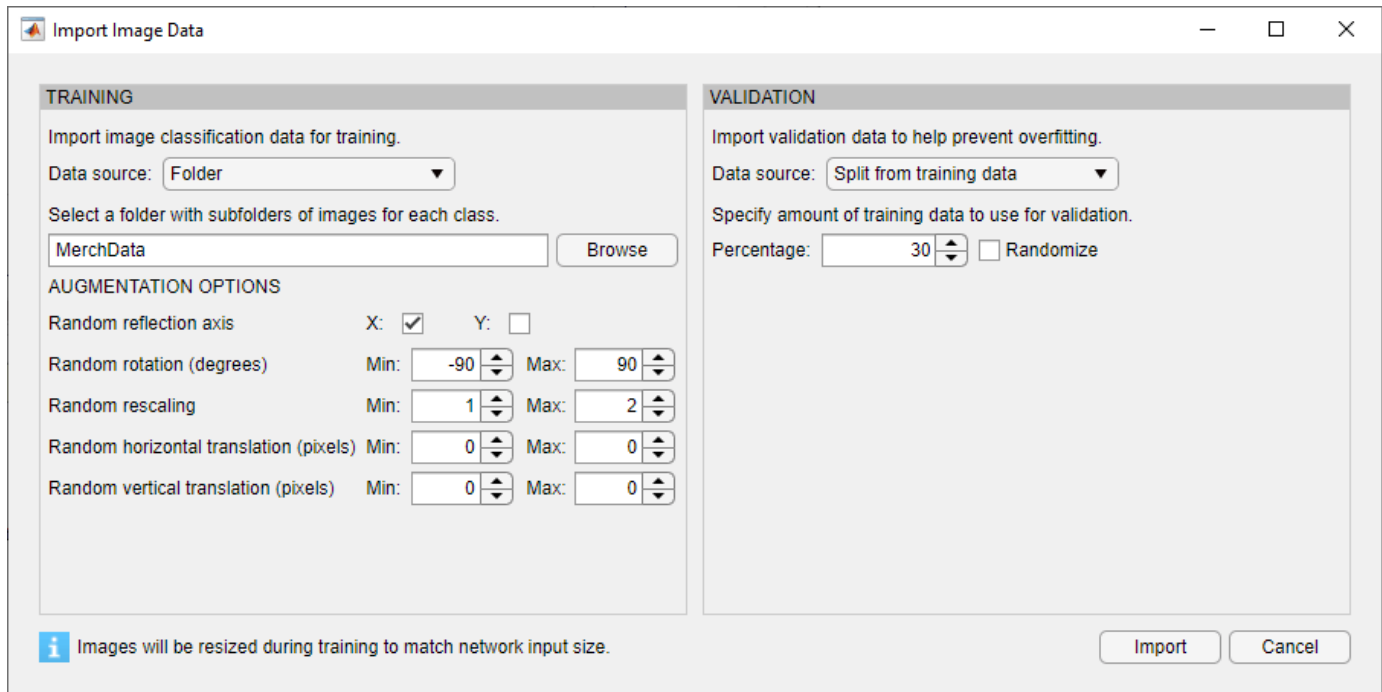 Import Image Data
TRAINING
Import image classification data for training.
Data source: Folder
Select a folder with subfolders of images for each class.
MerchData Browse
AUGMENTATION OPTIONS
Random reflection axis X: Y:
Random rotation (degrees) Min: -90 Max: 90
Random rescaling Min: 1 Max: 2
Random horizontal translation (pixels) Min: 0 Max: 0
Random vertical translation (pixels) Min: 0 Max: 0
VALIDATION
Import validation data to help prevent overfitting.
Data source: Split from training data
Specify amount of training data to use for validation.
Percentage: 30 Randomize
i Images will be resized during training to match network input size.
Import Cancel